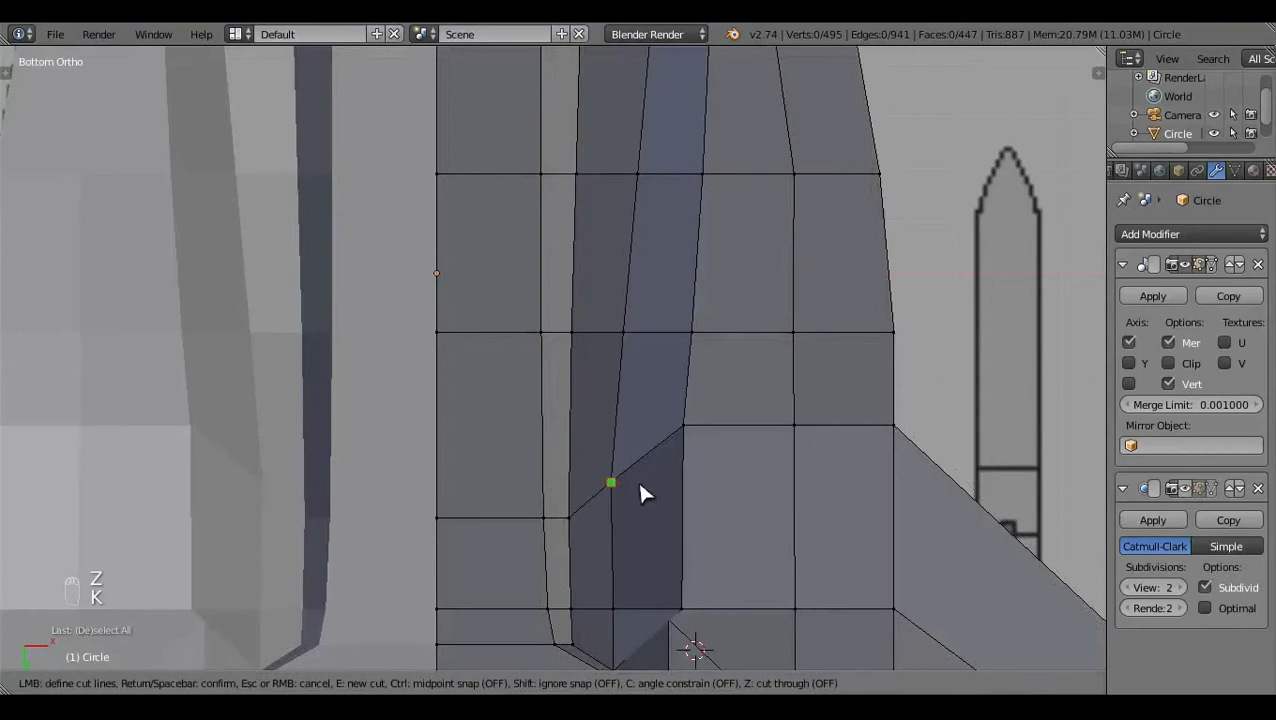 File Render Window Help Default Scene Blender Render v2.74 | Verts:0/495 | Edges:0/941 | Faces:0/447 | Tris:887 | Mem:20.79M (11.03M) | Circle
View Search All Sc
Bottom Ortho
RenderLa
World
Camera
Circle
Circle
Add Modifier
Apply Copy
Axis: Options: Textures:
Mer U
Y Clip V
Vert
Merge Limit: 0.001000
Mirror Object:
Apply Copy
Catmull-Clark Simple
Subdivisions: Options:
View: 2 Subdivid
Rende:2 Optimal
Z
K
Last: (De)select All
x
(1) Circle
LMB: define cut lines, Return/Spacebar: confirm, Esc or RMB: cancel, E: new cut, Ctrl: midpoint snap (OFF), Shift: ignore snap (OFF), C: angle constrain (OFF), Z: cut through (OFF)